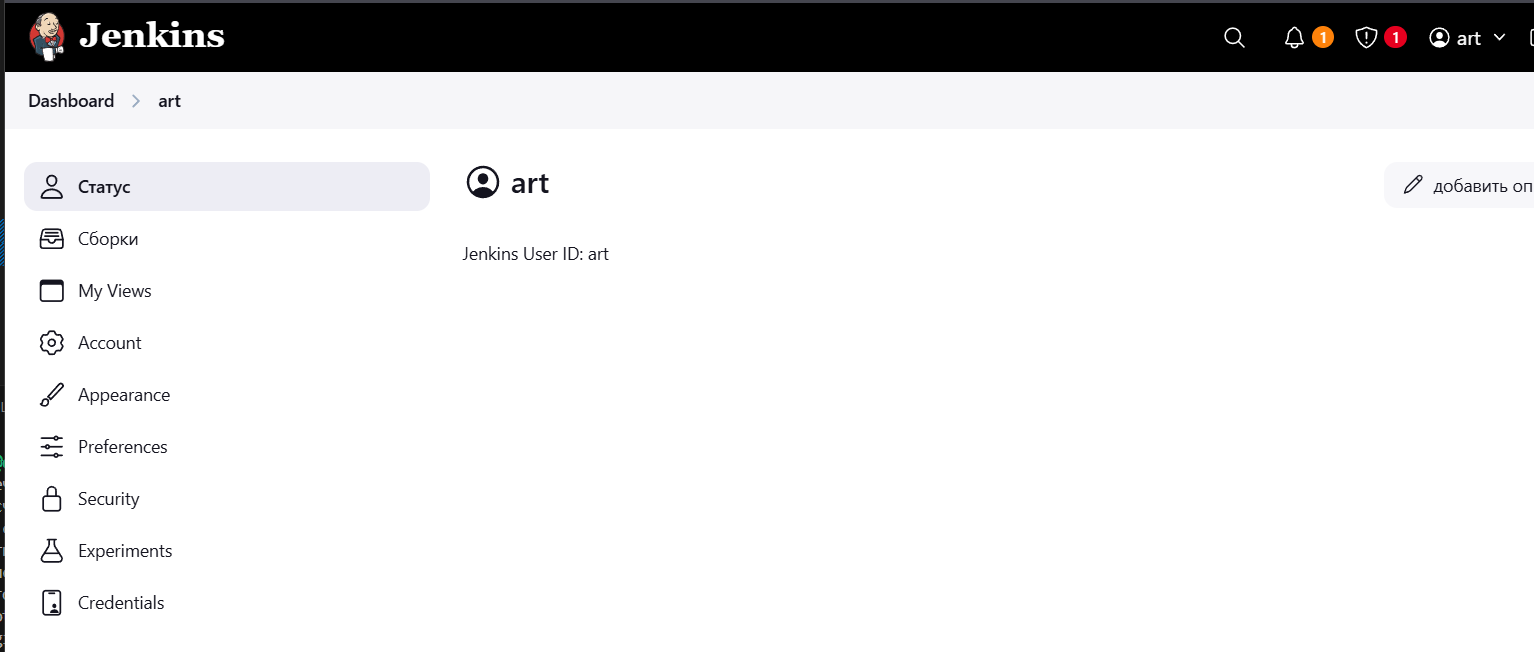 Jenkins
1
1
art
Dashboard
art
Статус
Сборки
My Views
Account
Appearance
Preferences
Security
Experiments
Credentials
art
добавить оп
Jenkins User ID: art